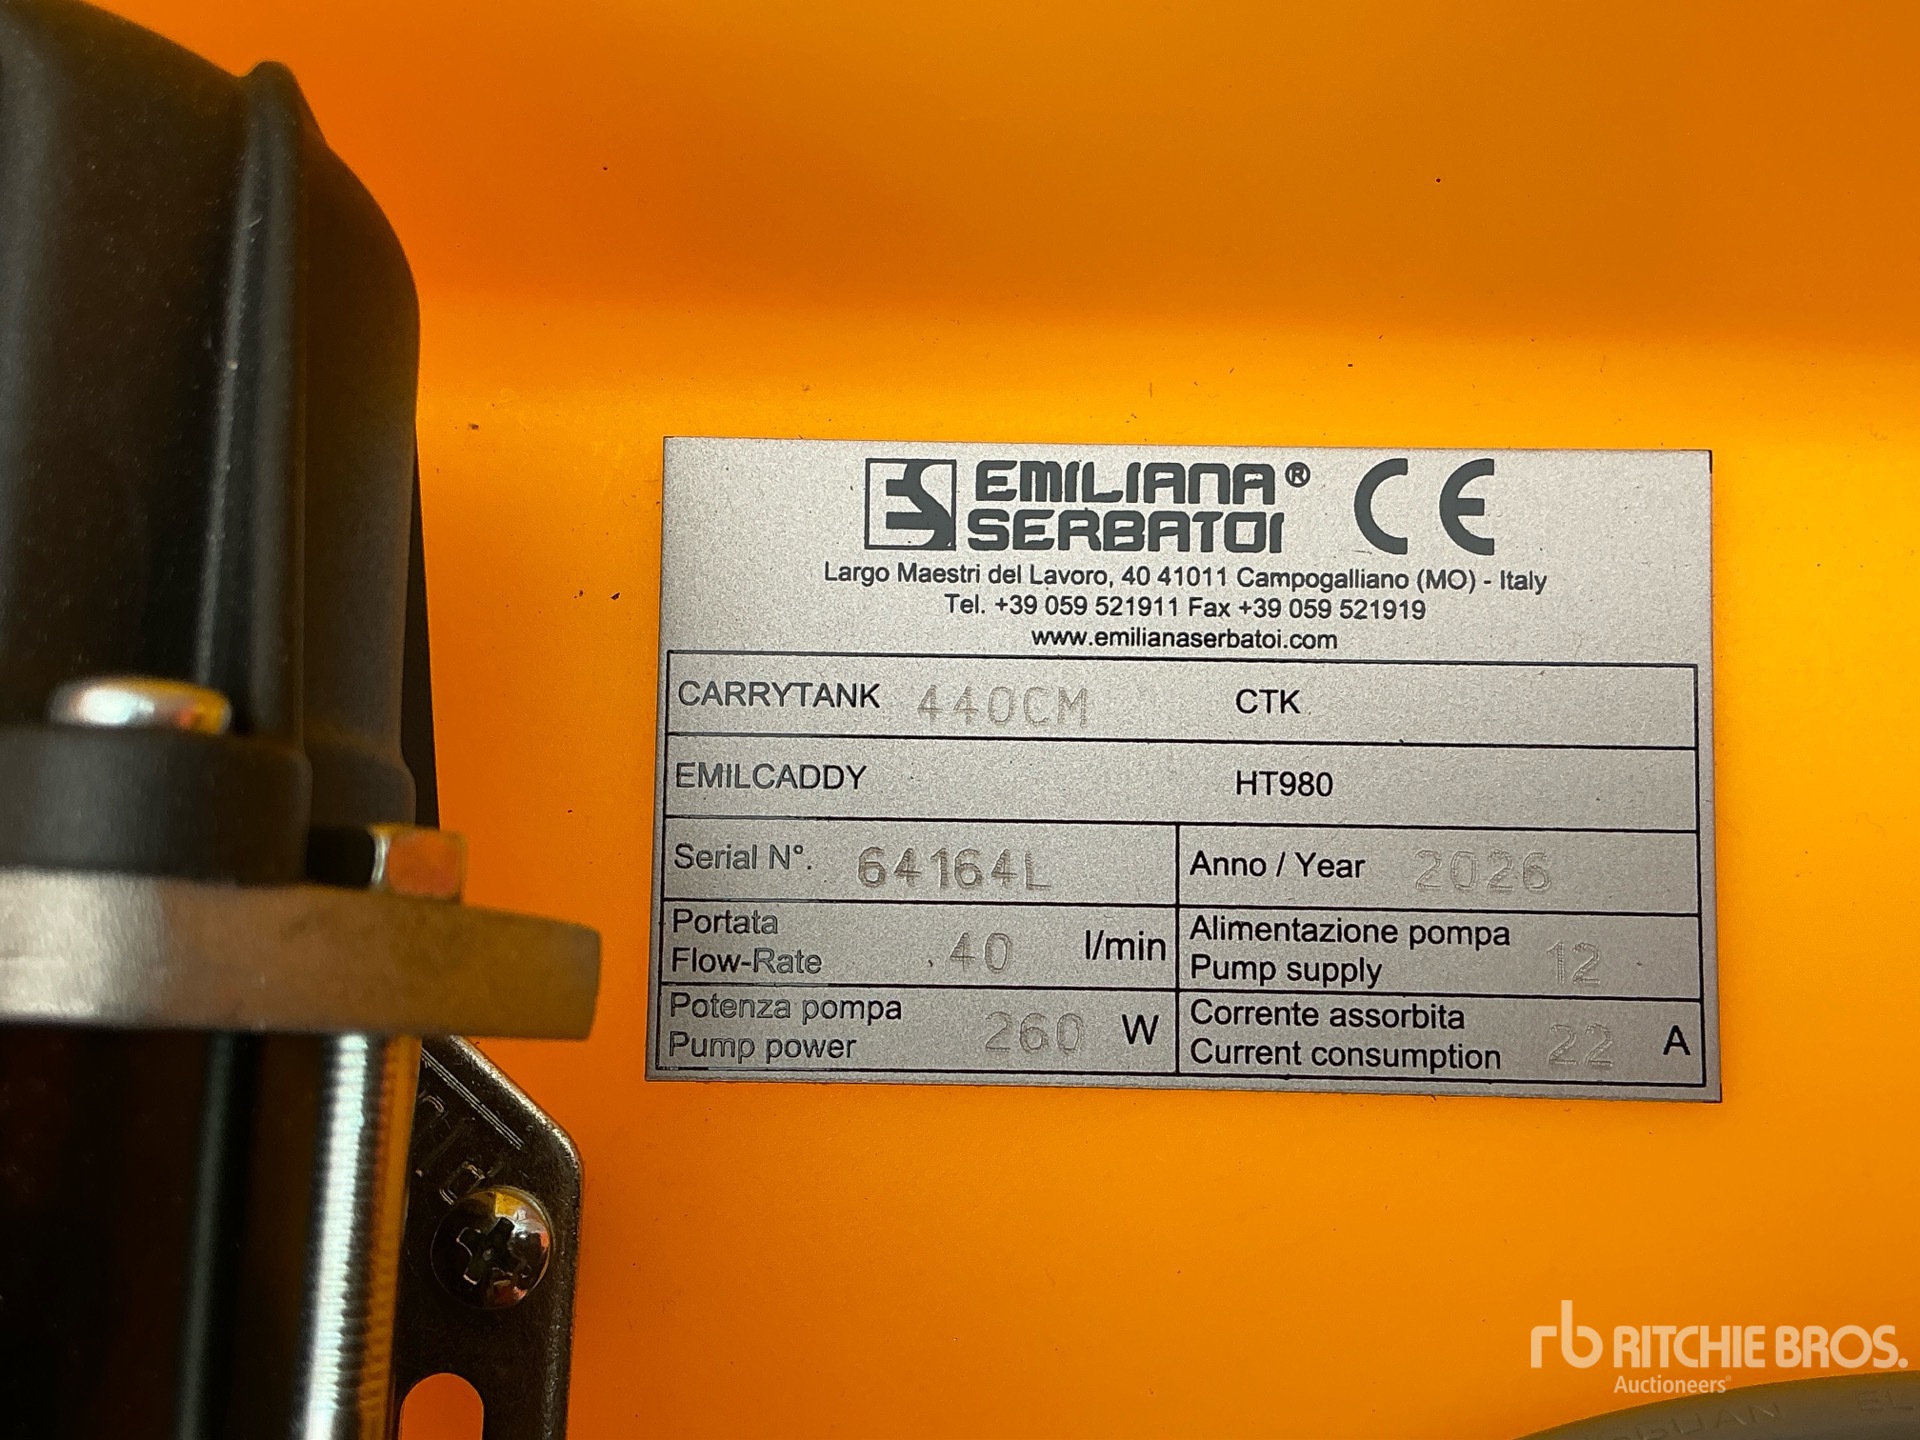 EMILIANA®
SERBATOI
CE
Largo Maestri del Lavoro, 40 41011 Campogalliano (MO) - Italy
Tel. +39 059 521911 Fax +39 059 521919
www.emilianaserbatoi.com
CARRYTANK 440CM CTK
EMILCADDY HT980
Serial N°. 64164L Anno / Year 2026
Portata
Flow-Rate 40 l/min
Alimentazione pompa
Pump supply 12
Potenza pompa
Pump power 260 W
Corrente assorbita
Current consumption 22 A
rb RITCHIE BROS.
Auctioneers